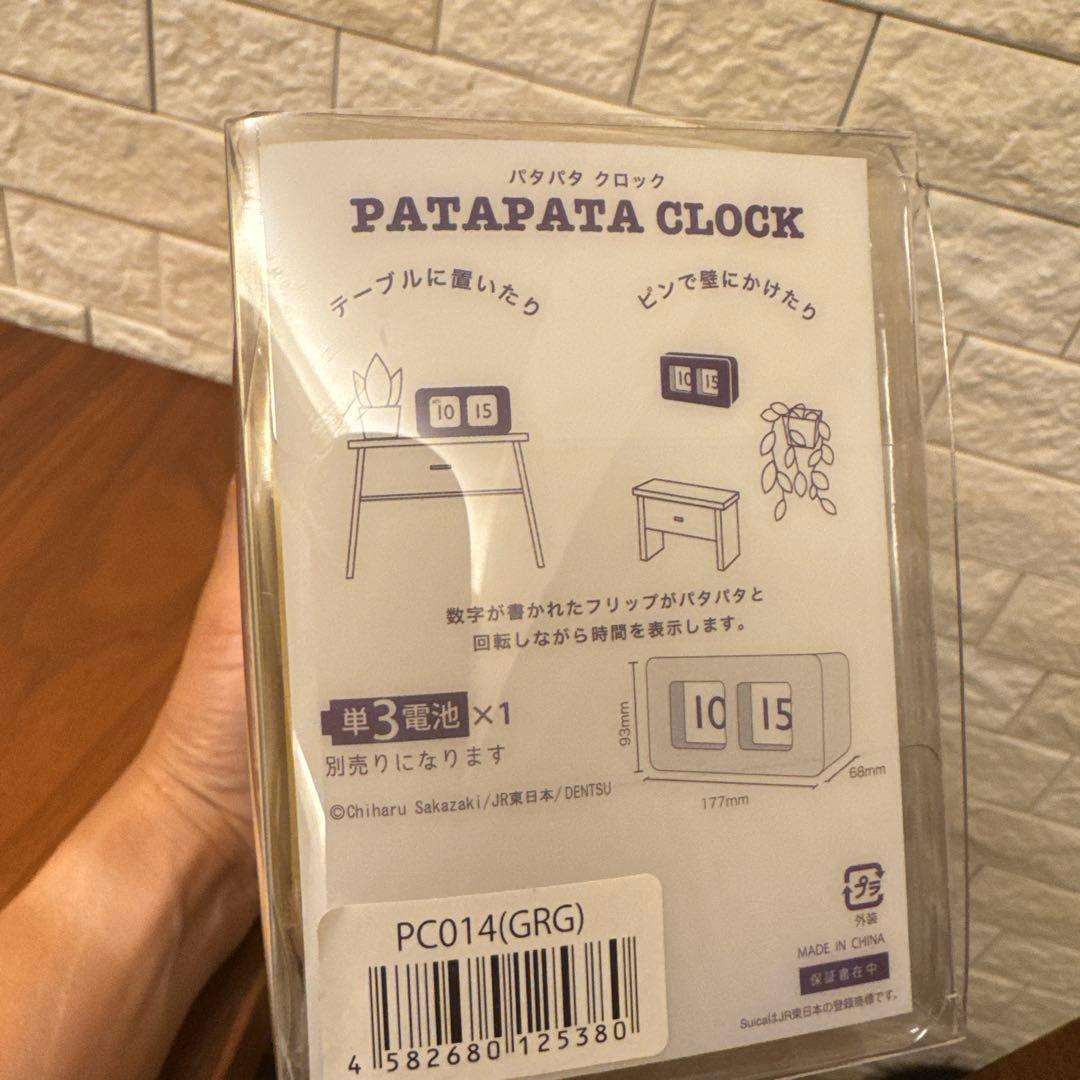 パタパタ クロック
PATAPATA CLOCK
テーブルに置いたり
ピンで壁にかけたり
10 15
10 15
数字が書かれたフリップがパタパタと
回転しながら時間を表示します。
単3電池×1
別売りになります
10 15
93mm
177mm
68mm
©Chiharu Sakazaki/JR東日本/DENTSU
プラ
外装
MADE IN CHINA
保証書在中
SuicaはJR東日本の登録商標です。
PC014(GRG)
4 582680 125380